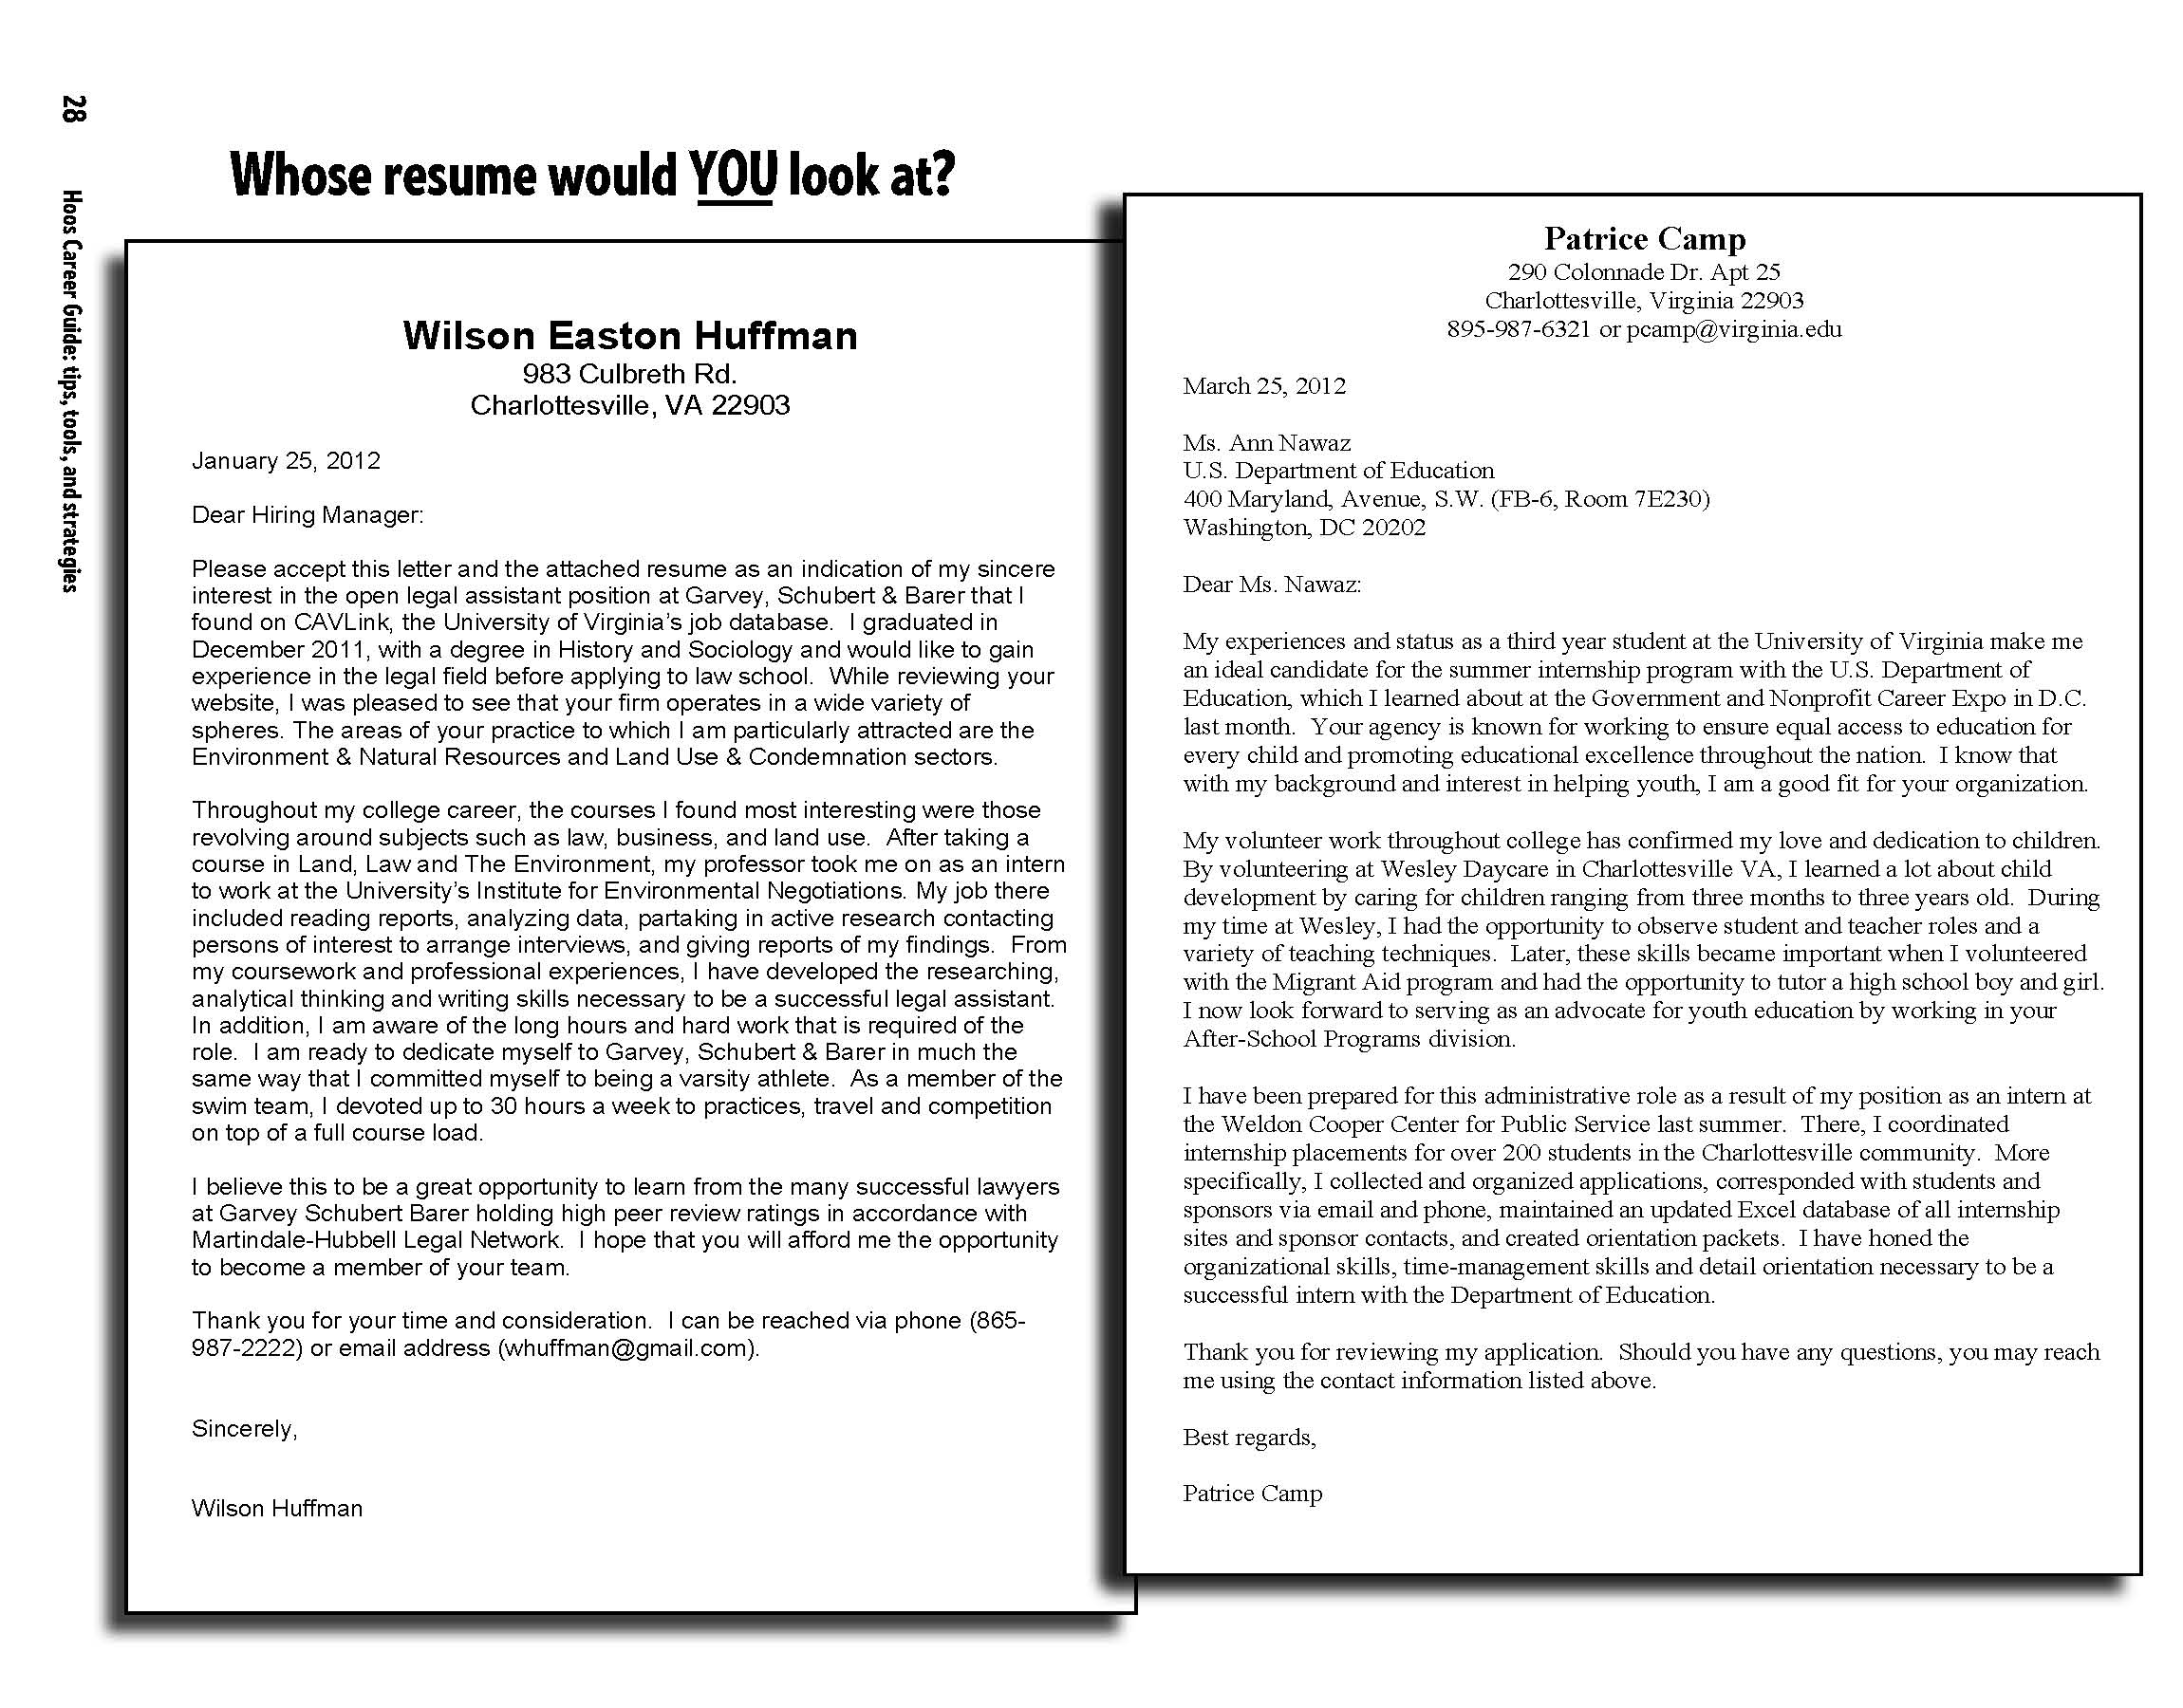 28 Hoos Career Guide: tips, tools, and strategies
Whose resume would YOU look at?
Wilson Easton Huffman
983 Culbreth Rd.
Charlottesville, VA 22903
January 25, 2012
Dear Hiring Manager:
Please accept this letter and the attached resume as an indication of my sincere
interest in the open legal assistant position at Garvey, Schubert & Barer that I
found on CAVLink, the University of Virginia's job database.  I graduated in
December 2011, with a degree in History and Sociology and would like to gain
experience in the legal field before applying to law school.  While reviewing your
website, I was pleased to see that your firm operates in a wide variety of
spheres. The areas of your practice to which I am particularly attracted are the
Environment & Natural Resources and Land Use & Condemnation sectors.
Throughout my college career, the courses I found most interesting were those
revolving around subjects such as law, business, and land use.  After taking a
course in Land, Law and The Environment, my professor took me on as an intern
to work at the University's Institute for Environmental Negotiations. My job there
included reading reports, analyzing data, partaking in active research contacting
persons of interest to arrange interviews, and giving reports of my findings.  From
my coursework and professional experiences, I have developed the researching,
analytical thinking and writing skills necessary to be a successful legal assistant.
In addition, I am aware of the long hours and hard work that is required of the
role.  I am ready to dedicate myself to Garvey, Schubert & Barer in much the
same way that I committed myself to being a varsity athlete.  As a member of the
swim team, I devoted up to 30 hours a week to practices, travel and competition
on top of a full course load.
I believe this to be a great opportunity to learn from the many successful lawyers
at Garvey Schubert Barer holding high peer review ratings in accordance with
Martindale-Hubbell Legal Network.  I hope that you will afford me the opportunity
to become a member of your team.
Thank you for your time and consideration.  I can be reached via phone (865-
987-2222) or email address (whuffman@gmail.com).
Sincerely,
Wilson Huffman
Patrice Camp
290 Colonnade Dr. Apt 25
Charlottesville, Virginia 22903
895-987-6321 or pcamp@virginia.edu
March 25, 2012
Ms. Ann Nawaz
U.S. Department of Education
400 Maryland, Avenue, S.W. (FB-6, Room 7E230)
Washington, DC 20202
Dear Ms. Nawaz:
My experiences and status as a third year student at the University of Virginia make me
an ideal candidate for the summer internship program with the U.S. Department of
Education, which I learned about at the Government and Nonprofit Career Expo in D.C.
last month.  Your agency is known for working to ensure equal access to education for
every child and promoting educational excellence throughout the nation.  I know that
with my background and interest in helping youth, I am a good fit for your organization.
My volunteer work throughout college has confirmed my love and dedication to children.
By volunteering at Wesley Daycare in Charlottesville VA, I learned a lot about child
development by caring for children ranging from three months to three years old.  During
my time at Wesley, I had the opportunity to observe student and teacher roles and a
variety of teaching techniques.  Later, these skills became important when I volunteered
with the Migrant Aid program and had the opportunity to tutor a high school boy and girl.
I now look forward to serving as an advocate for youth education by working in your
After-School Programs division.
I have been prepared for this administrative role as a result of my position as an intern at
the Weldon Cooper Center for Public Service last summer.  There, I coordinated
internship placements for over 200 students in the Charlottesville community.  More
specifically, I collected and organized applications, corresponded with students and
sponsors via email and phone, maintained an updated Excel database of all internship
sites and sponsor contacts, and created orientation packets.  I have honed the
organizational skills, time-management skills and detail orientation necessary to be a
successful intern with the Department of Education.
Thank you for reviewing my application.  Should you have any questions, you may reach
me using the contact information listed above.
Best regards,
Patrice Camp